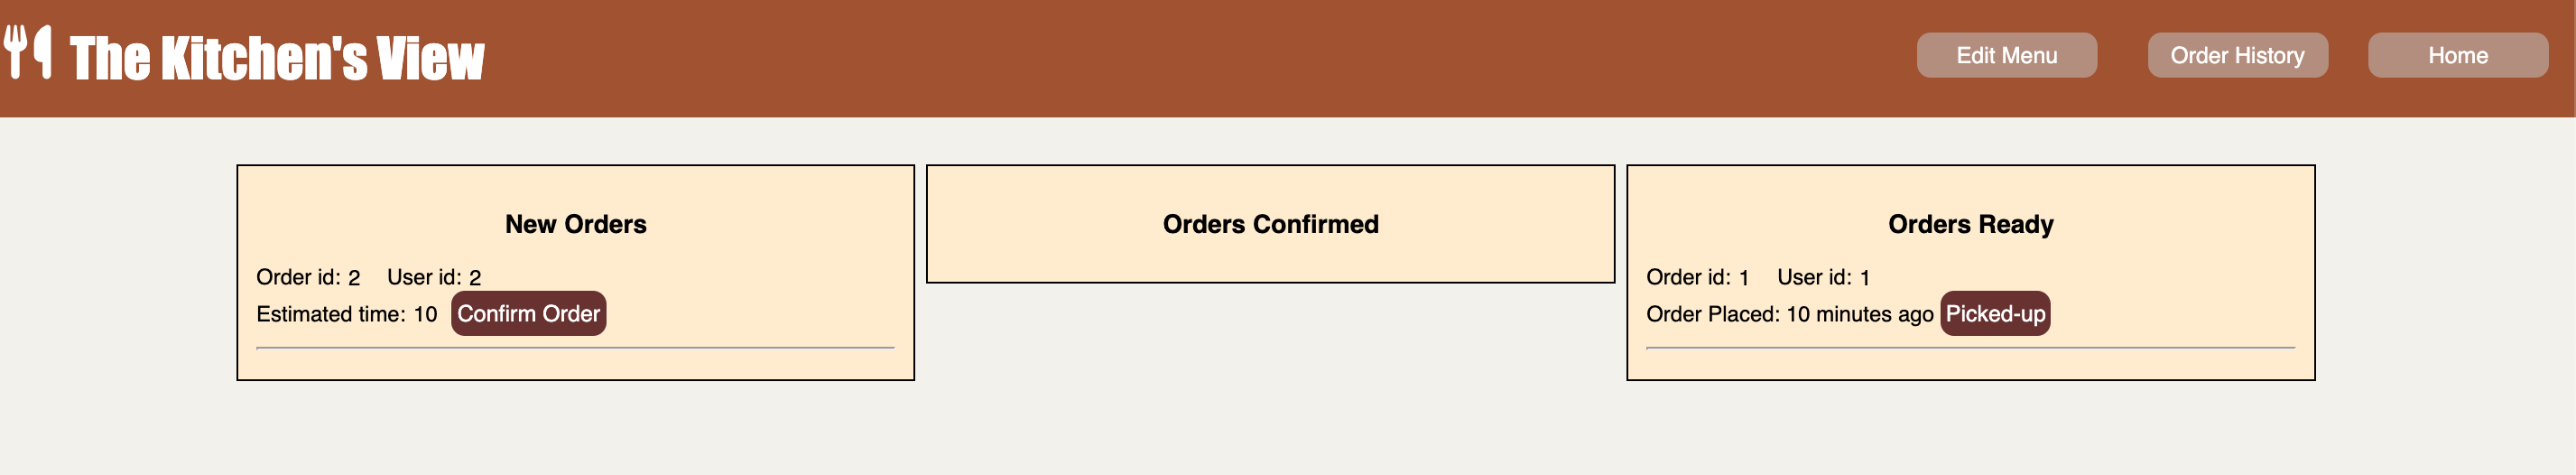 The Kitchen's View
Edit Menu
Order History
Home
New Orders
Order id: 2 User id: 2
Estimated time: 10 Confirm Order
Orders Confirmed
Orders Ready
Order id: 1 User id: 1
Order Placed: 10 minutes ago Picked-up